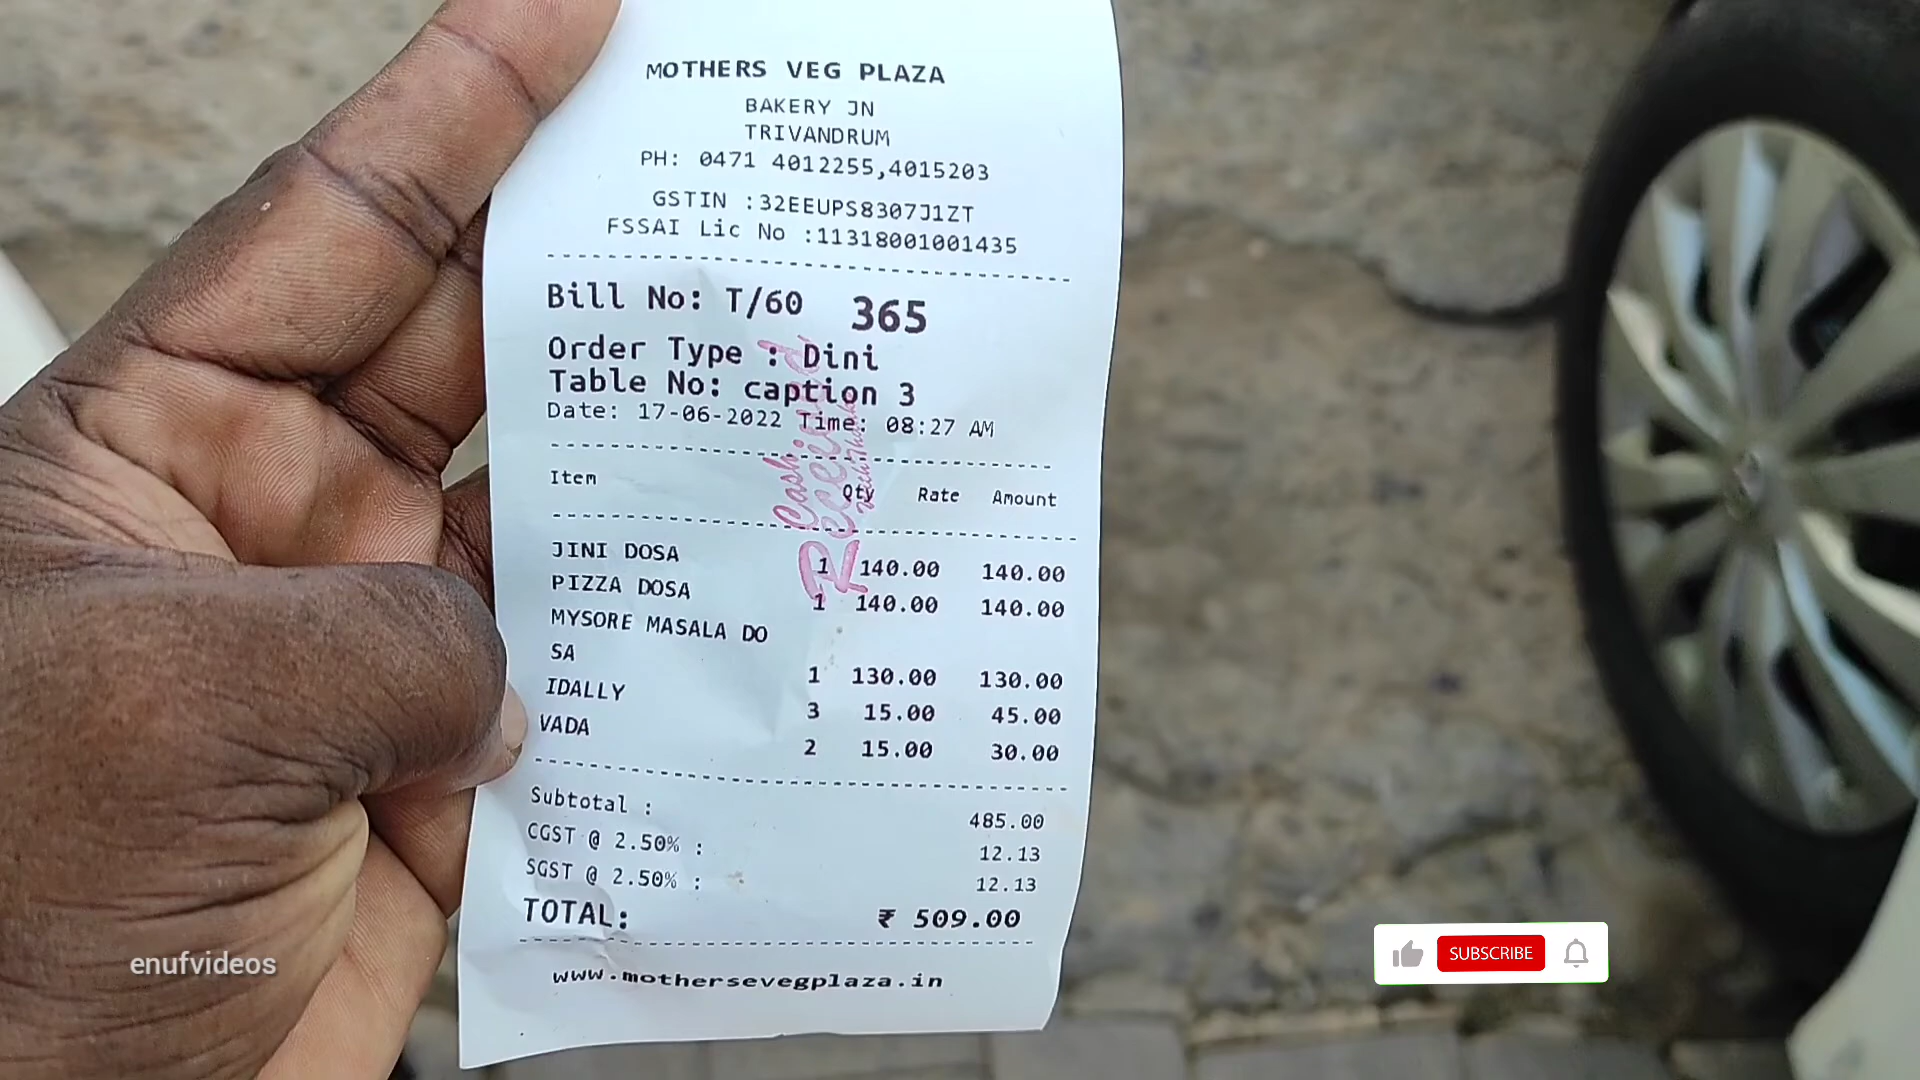 MOTHERS VEG PLAZA
BAKERY JN
TRIVANDRUM
PH: 0471 4012255,4015203
GSTIN :32EEUPS8307J1ZT
FSSAI Lic No :11318001001435
Bill No: T/60 365
Order Type : Dini
Table No: caption 3
Date: 17-06-2022 Time: 08:27 AM
Item Qty Rate Amount
JINI DOSA 1 140.00 140.00
PIZZA DOSA 1 140.00 140.00
MYSORE MASALA DO
SA 1 130.00 130.00
IDALLY 3 15.00 45.00
VADA 2 15.00 30.00
Subtotal : 485.00
CGST @ 2.50% : 12.13
SGST @ 2.50% : 12.13
TOTAL: ₹ 509.00
www.mothersevegplaza.in
Cash
Received
With Thanks
enufvideos
SUBSCRIBE